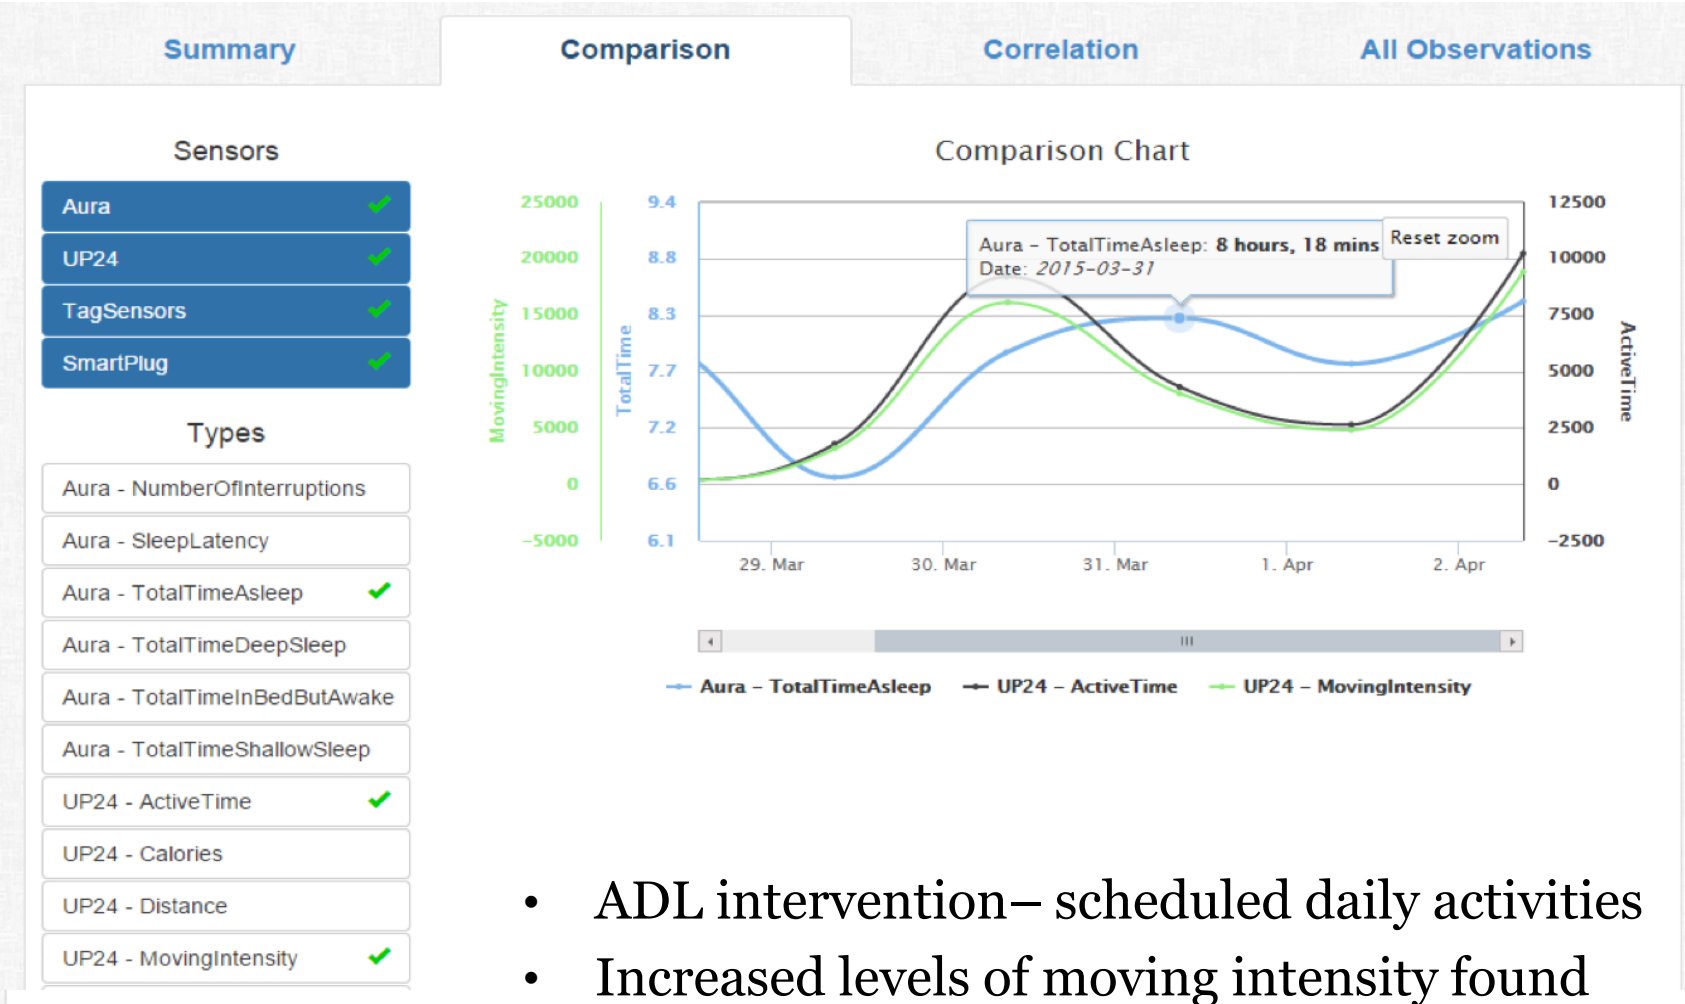 Summary
Comparison
Correlation
All Observations
Sensors
Aura
UP24
TagSensors
SmartPlug
Types
Aura - NumberOfInterruptions
Aura - SleepLatency
Aura - TotalTimeAsleep
Aura - TotalTimeDeepSleep
Aura - TotalTimeInBedButAwake
Aura - TotalTimeShallowSleep
UP24 - ActiveTime
UP24 - Calories
UP24 - Distance
UP24 - MovingIntensity
Comparison Chart
MovingIntensity
25000
20000
15000
10000
5000
0
-5000
TotalTime
9.4
8.8
8.3
7.7
7.2
6.6
6.1
Aura - TotalTimeAsleep: 8 hours, 18 mins
Date: 2015-03-31
Reset zoom
12500
10000
7500
5000
2500
0
-2500
ActiveTime
29. Mar
30. Mar
31. Mar
1. Apr
2. Apr
Aura - TotalTimeAsleep
UP24 - ActiveTime
UP24 - MovingIntensity
• ADL intervention– scheduled daily activities
• Increased levels of moving intensity found